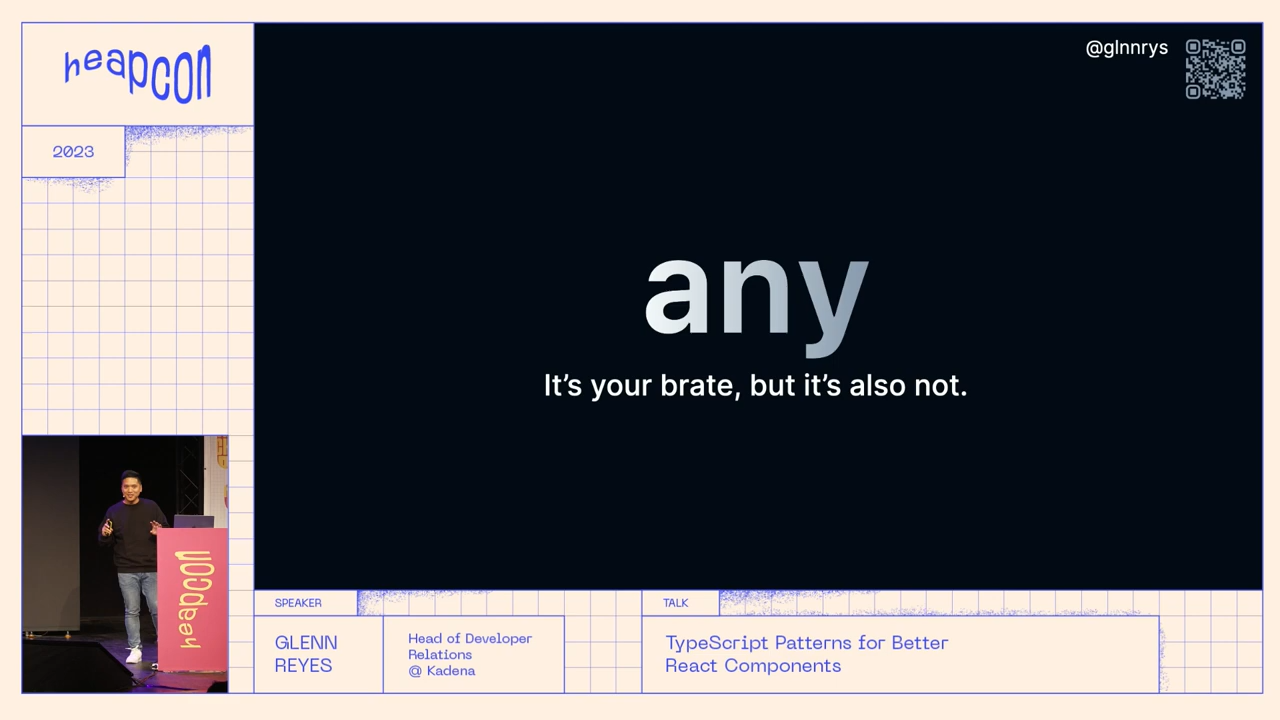 heapcon
2023
@glnnrys
any
It’s your brate, but it’s also not.
heapcon
SPEAKER
GLENN
REYES
Head of Developer
Relations
@ Kadena
TALK
TypeScript Patterns for Better
React Components